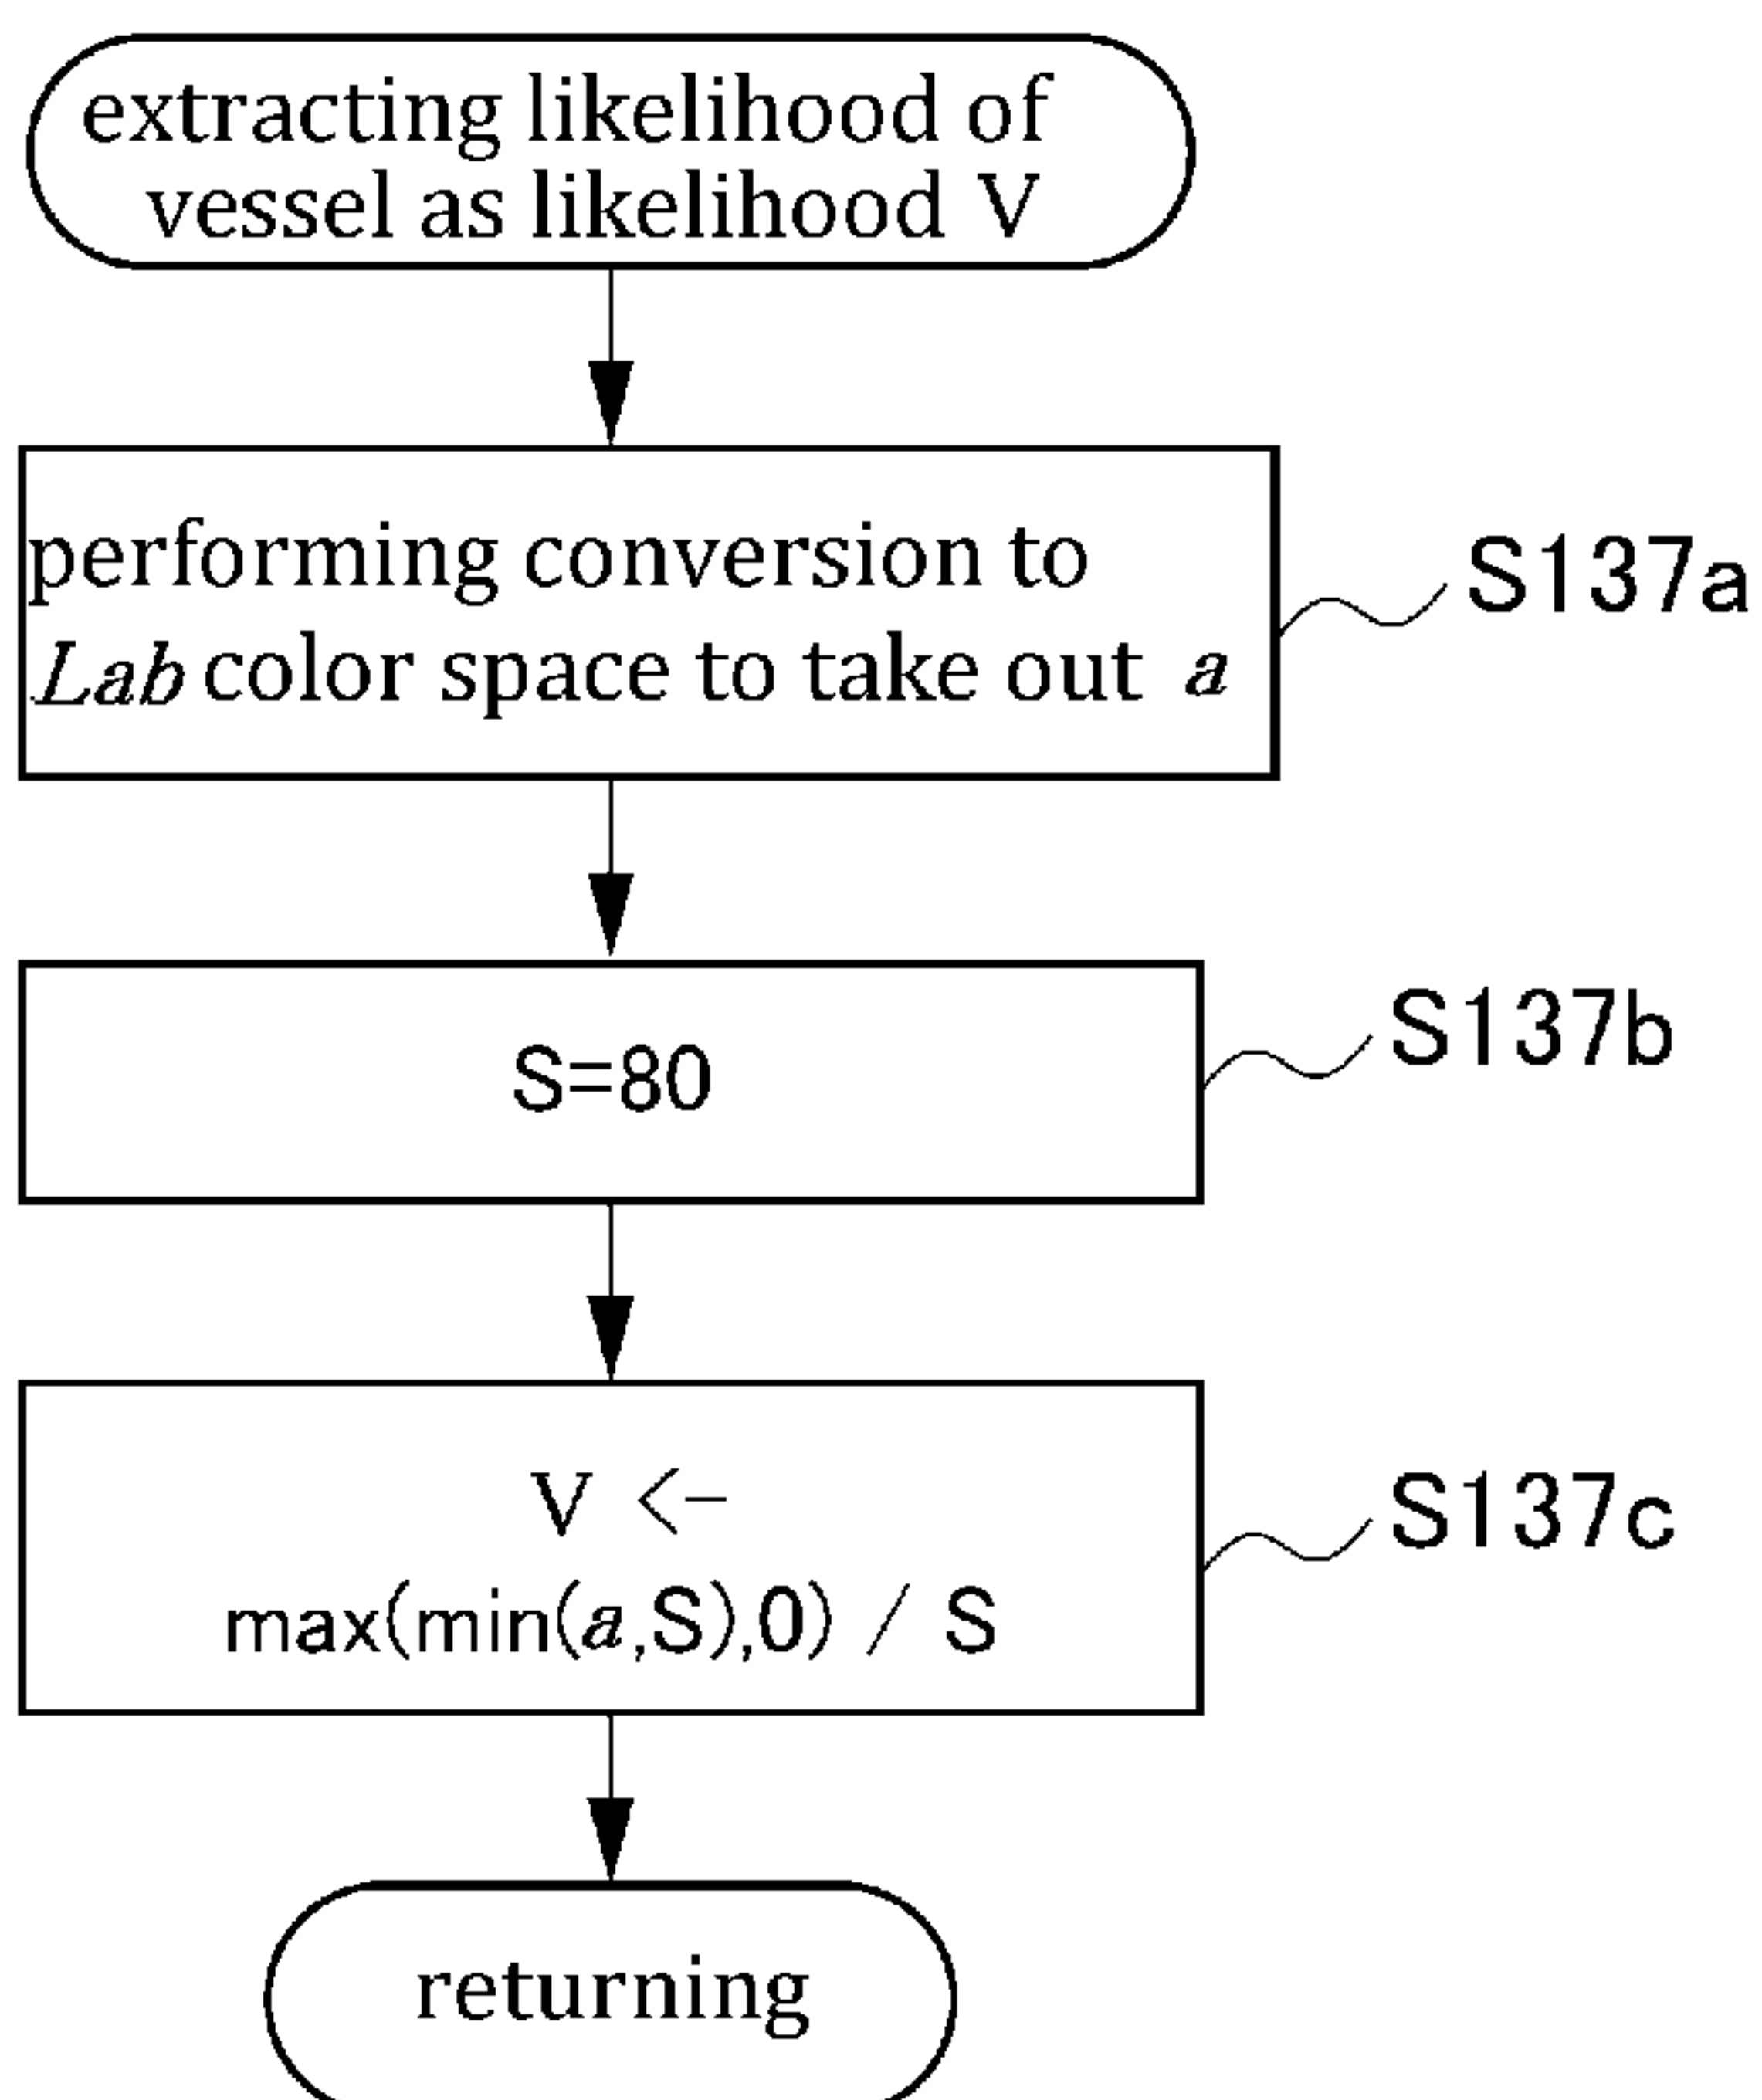 extracting likelihood of
vessel as likelihood V
performing conversion to
Lab color space to take out a
S137a
S=80
S137b
V <-
max(min(a,S),0) / S
S137c
returning